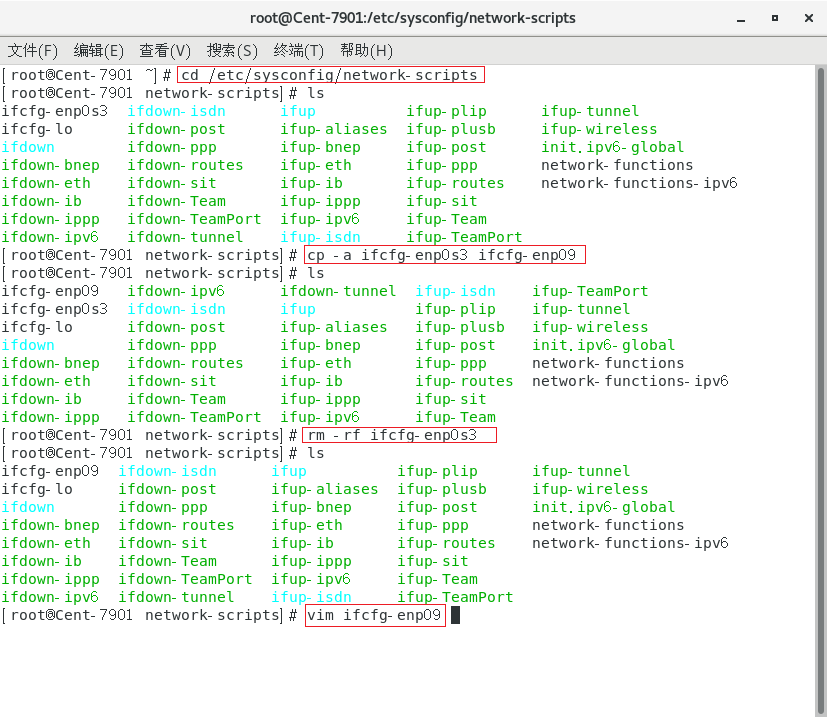 root@Cent-7901:/etc/sysconfig/network-scripts
文件(F) 编辑(E) 查看(V) 搜索(S) 终端(T) 帮助(H)
[root@Cent-7901 ~]# cd /etc/sysconfig/network-scripts
[root@Cent-7901 network-scripts]# ls
ifcfg-enp0s3 ifdown-isdn ifup ifup-plip ifup-tunnel
ifcfg-lo ifdown-post ifup-aliases ifup-plusb ifup-wireless
ifdown ifdown-ppp ifup-bnep ifup-post init.ipv6-global
ifdown-bnep ifdown-routes ifup-eth ifup-ppp network-functions
ifdown-eth ifdown-sit ifup-ib ifup-routes network-functions-ipv6
ifdown-ib ifdown-Team ifup-ippp ifup-sit
ifdown-ippp ifdown-TeamPort ifup-ipv6 ifup-Team
ifdown-ipv6 ifdown-tunnel ifup-isdn ifup-TeamPort
[root@Cent-7901 network-scripts]# cp -a ifcfg-enp0s3 ifcfg-enp09
[root@Cent-7901 network-scripts]# ls
ifcfg-enp09 ifdown-ipv6 ifdown-tunnel ifup-isdn ifup-TeamPort
ifcfg-enp0s3 ifdown-isdn ifup ifup-plip ifup-tunnel
ifcfg-lo ifdown-post ifup-aliases ifup-plusb ifup-wireless
ifdown ifdown-ppp ifup-bnep ifup-post init.ipv6-global
ifdown-bnep ifdown-routes ifup-eth ifup-ppp network-functions
ifdown-eth ifdown-sit ifup-ib ifup-routes network-functions-ipv6
ifdown-ib ifdown-Team ifup-ippp ifup-sit
ifdown-ippp ifdown-TeamPort ifup-ipv6 ifup-Team
[root@Cent-7901 network-scripts]# rm -rf ifcfg-enp0s3
[root@Cent-7901 network-scripts]# ls
ifcfg-enp09 ifdown-isdn ifup ifup-plip ifup-tunnel
ifcfg-lo ifdown-post ifup-aliases ifup-plusb ifup-wireless
ifdown ifdown-ppp ifup-bnep ifup-post init.ipv6-global
ifdown-bnep ifdown-routes ifup-eth ifup-ppp network-functions
ifdown-eth ifdown-sit ifup-ib ifup-routes network-functions-ipv6
ifdown-ib ifdown-Team ifup-ippp ifup-sit
ifdown-ippp ifdown-TeamPort ifup-ipv6 ifup-Team
ifdown-ipv6 ifdown-tunnel ifup-isdn ifup-TeamPort
[root@Cent-7901 network-scripts]# vim ifcfg-enp09